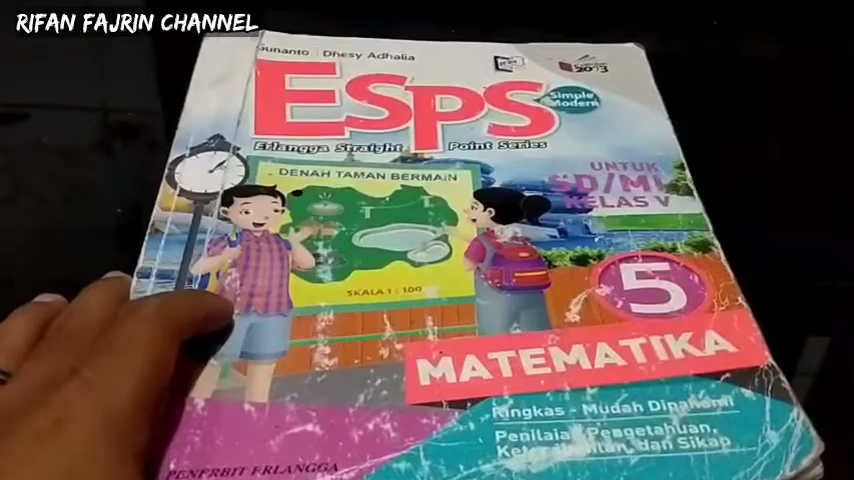 RIFAN FAJRIN CHANNEL
Gunanto Dhesy Adhalia
2013
ESPS
Simple
Modern
Erlangga Straight Point Series
DENAH TAMAN BERMAIN
UNTUK
SD/MI
KELAS V
SKALA 1 : 100
5
MATEMATIKA
Ringkas - Mudah Dipahami
Penilaian Pengetahuan,
Keterampilan, dan Sikap
PENERBIT ERLANGGA